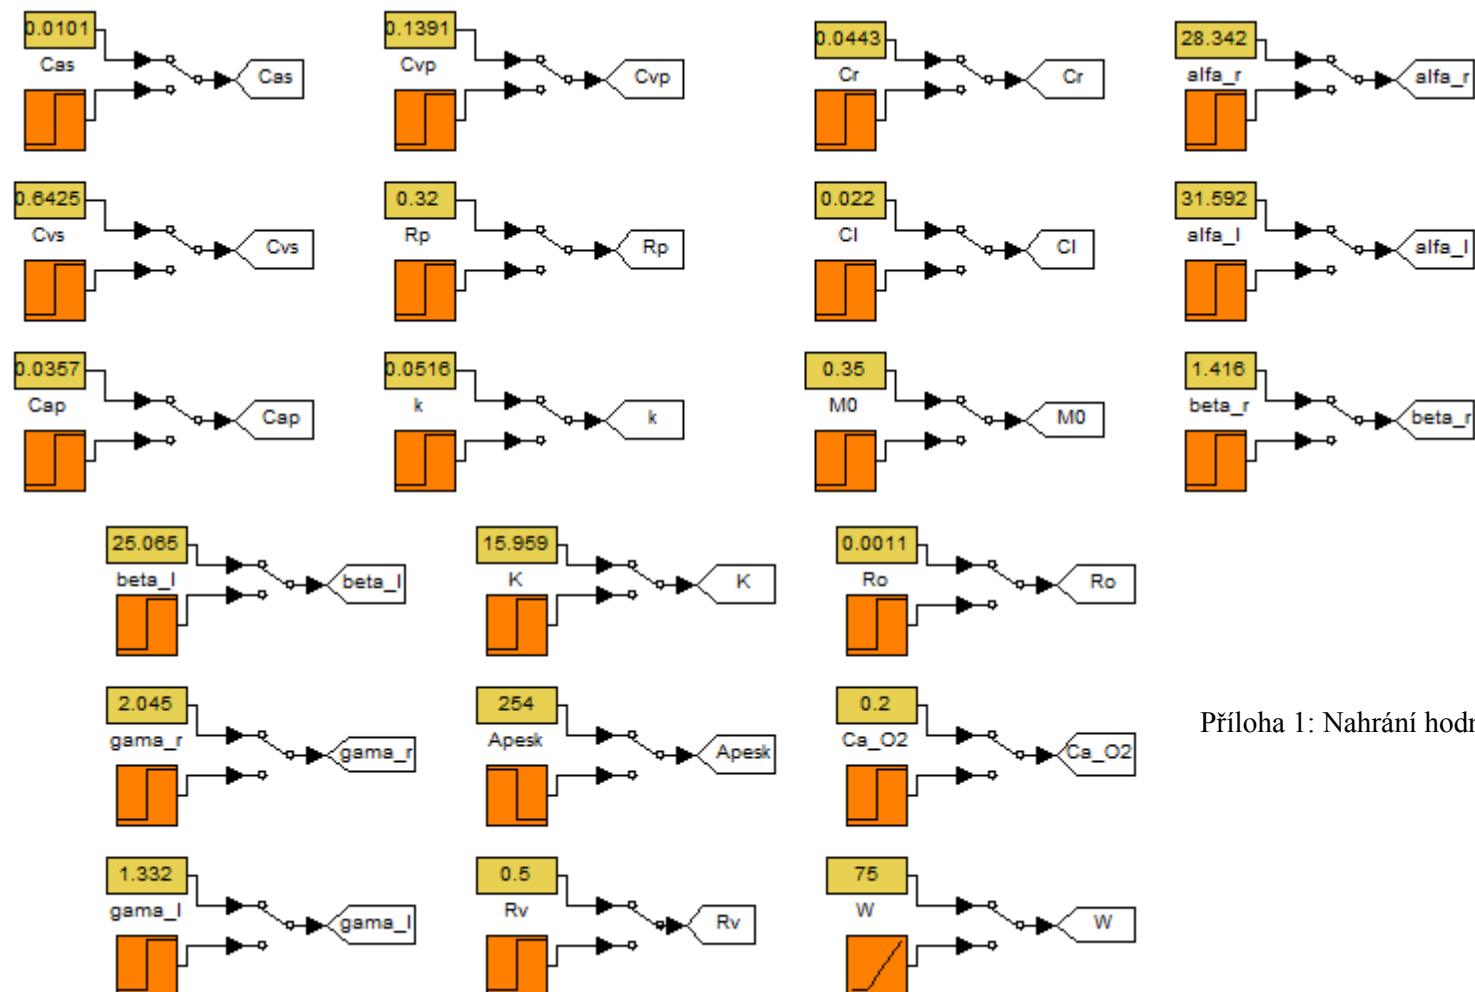 0.0101
Cas
Cas
0.1391
Cvp
Cvp
0.0443
Cr
Cr
28.342
alfa_r
alfa_r
0.6425
Cvs
Cvs
0.32
Rp
Rp
0.022
Cl
Cl
31.592
alfa_l
alfa_l
0.0357
Cap
Cap
0.0516
k
k
0.35
M0
M0
1.416
beta_r
beta_r
25.065
beta_l
beta_l
15.959
K
K
0.0011
Ro
Ro
2.045
gama_r
gama_r
254
Apesk
Apesk
0.2
Ca_O2
Ca_O2
Příloha 1: Nahrání
1.332
gama_l
gama_l
0.5
Rv
Rv
75
W
W